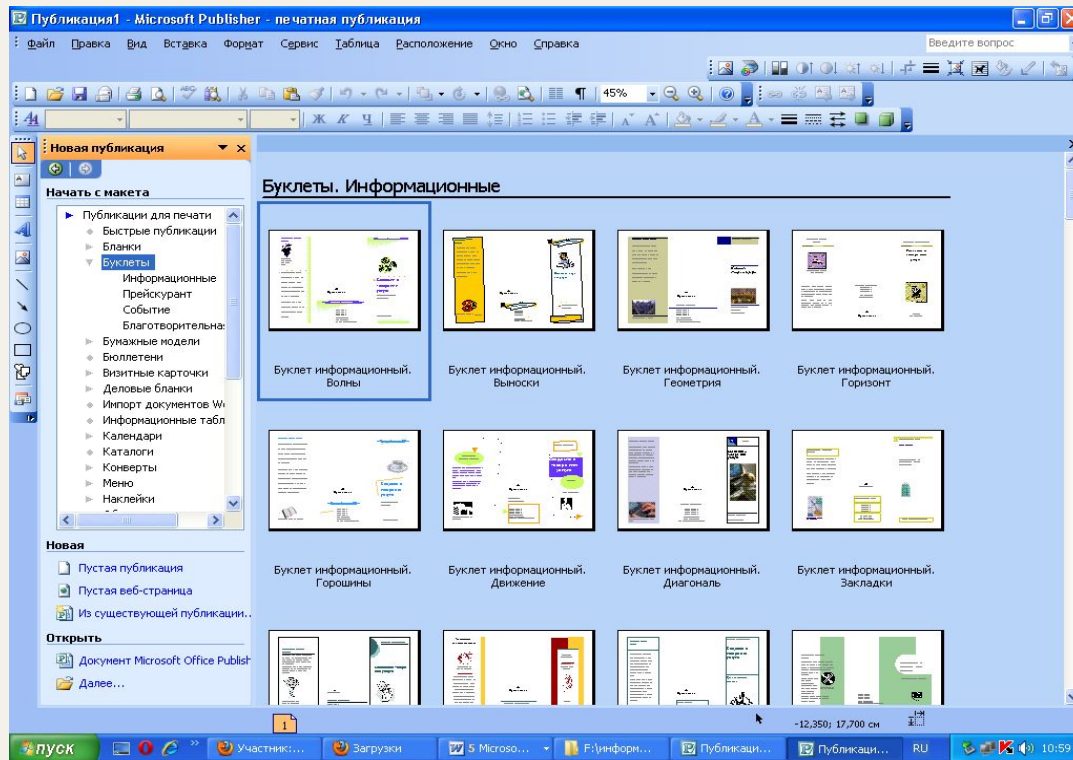 Публикация1 - Microsoft Publisher - печатная публикация
Файл Правка Вид Вставка Формат Сервис Таблица Расположение Окно Справка
Введите вопрос
45%
Ж К Ч
Новая публикация
Начать с макета
Публикации для печати
Быстрые публикации
Бланки
Буклеты
Информационные
Прейскурант
Событие
Благотворительна
Бумажные модели
Бюллетени
Визитные карточки
Деловые бланки
Импорт документов W
Информационные табл
Календари
Каталоги
Конверты
Меню
Наклейки
Новая
Пустая публикация
Пустая веб-страница
Из существующей публикации...
Открыть
Документ Microsoft Office Publish
Далее...
Буклеты. Информационные
Буклет информационный. Волны
Буклет информационный. Выноски
Буклет информационный. Геометрия
Буклет информационный. Горизонт
Буклет информационный. Горошины
Буклет информационный. Движение
Буклет информационный. Диагональ
Буклет информационный. Закладки
1
-12,350; 17,700 см
пуск
Участник:...
Загрузки
5 Microso...
F:\информ...
Публикаци...
Публикаци...
RU
10:59